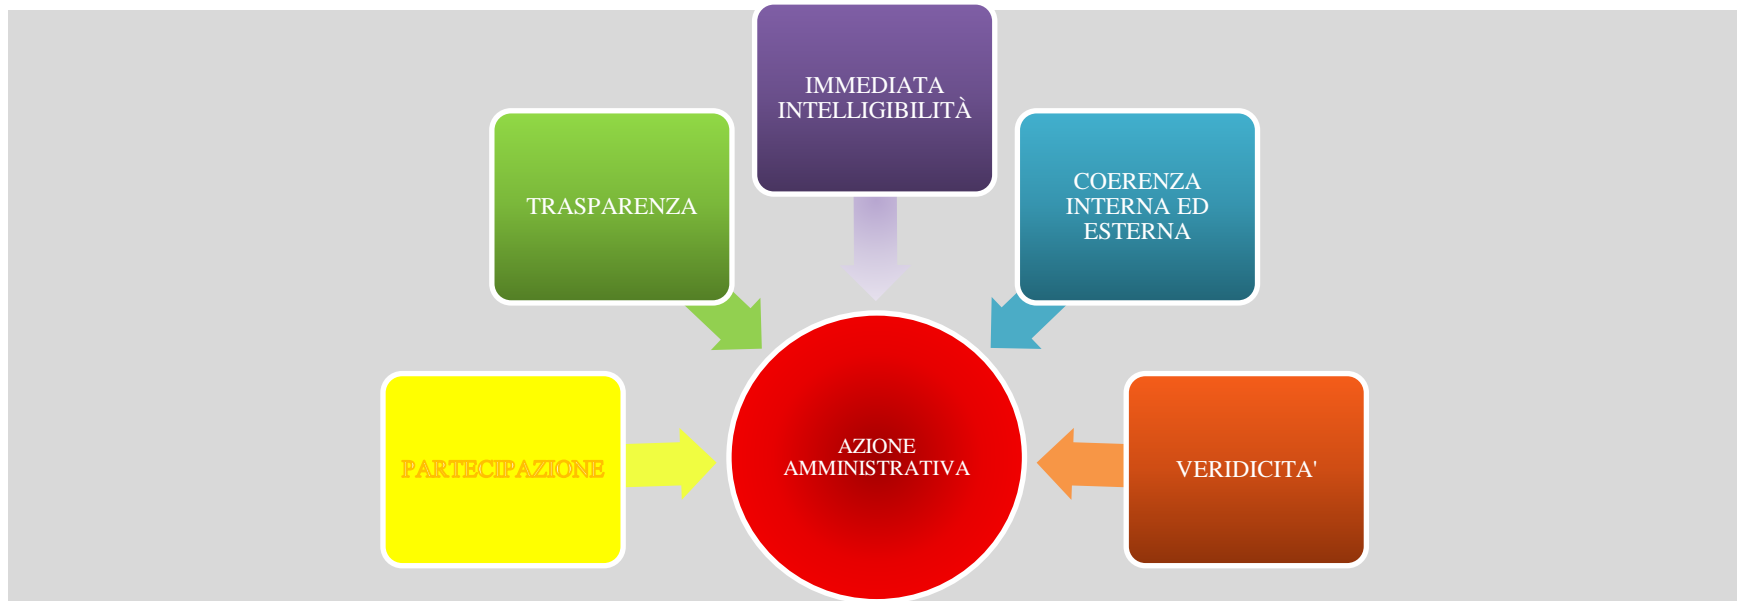 IMMEDIATA
INTELLIGIBILITÀ
TRASPARENZA
COERENZA
INTERNA ED
ESTERNA
PARTECIPAZIONE
AZIONE
AMMINISTRATIVA
VERIDICITA'